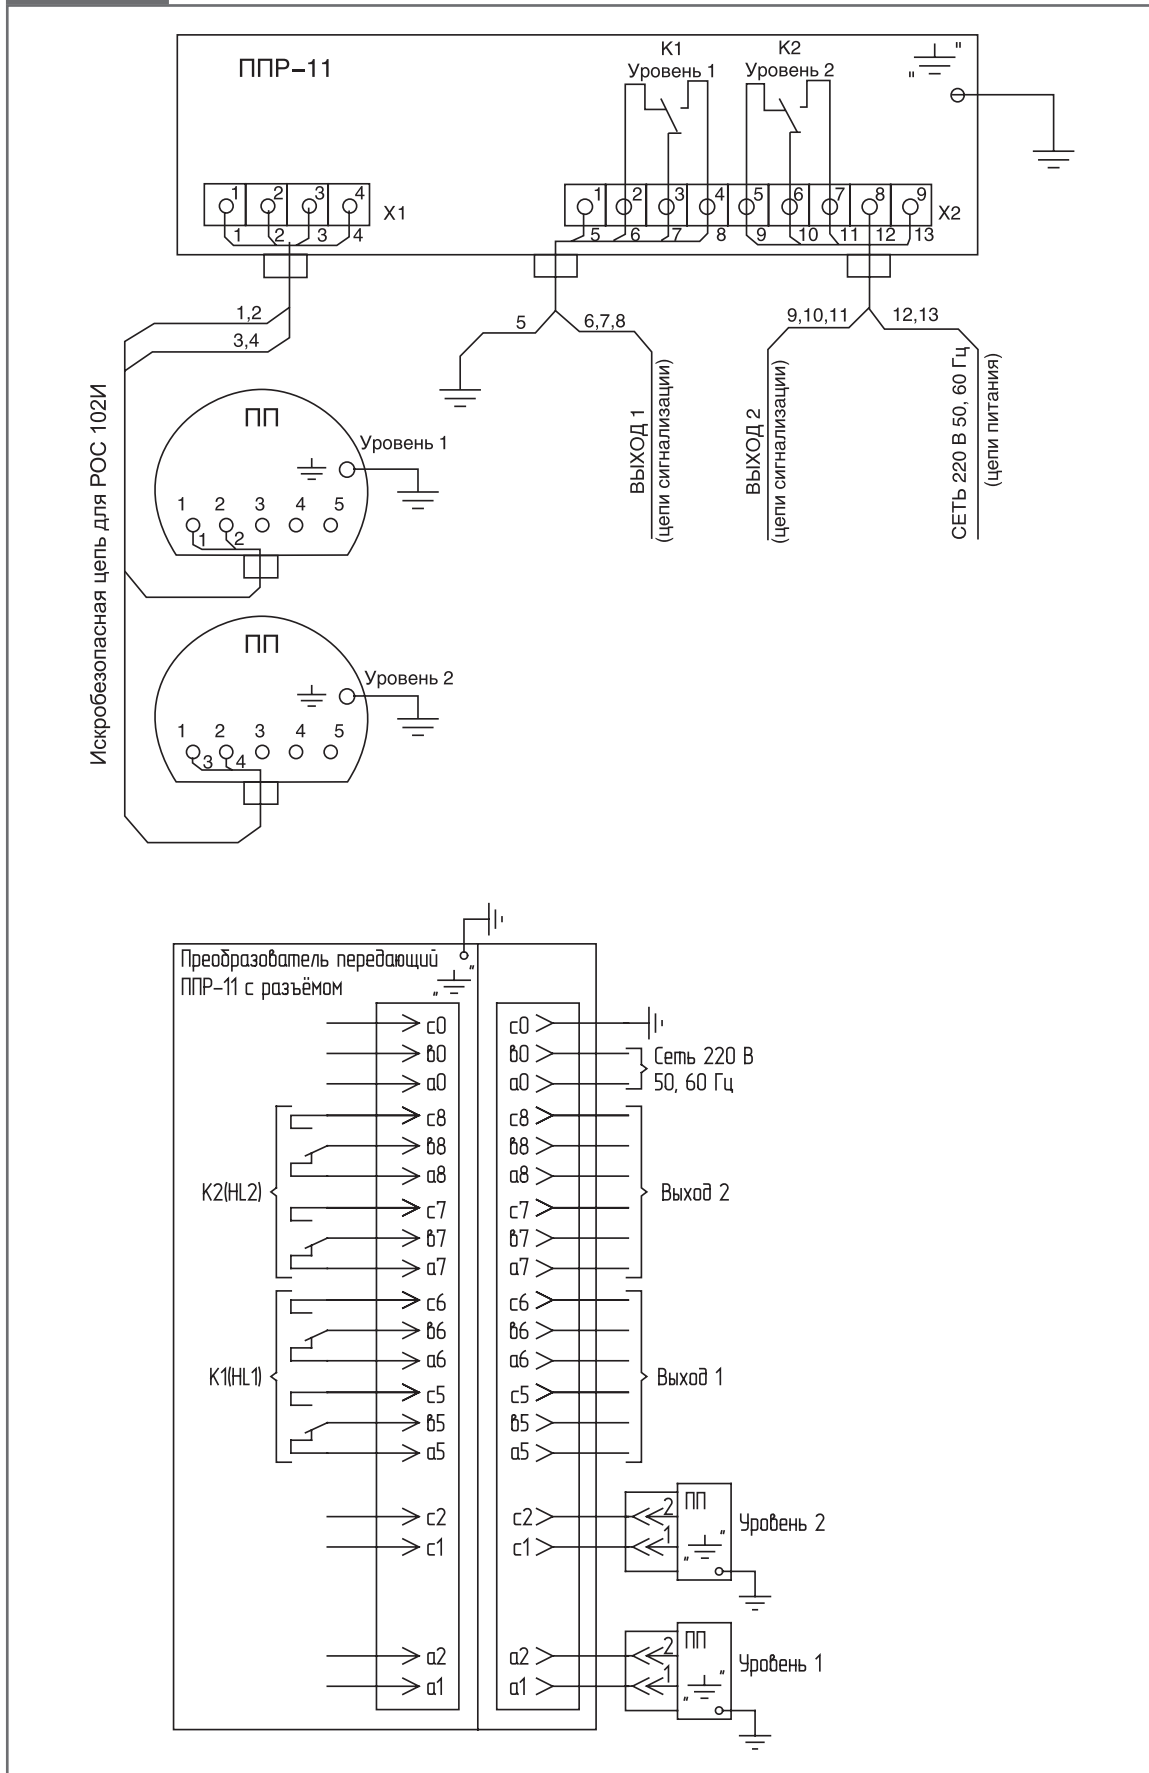 ППР–11
К1
Уровень 1
К2
Уровень 2
"
"
1 2 3 4
Х1
1 2 3 4
1 2 3 4 5 6 7 8 9
Х2
5 6 7 8 9 10 11 12 13
1,2
3,4
5
6,7,8
9,10,11
12,13
Искробезопасная цепь для РОС 102И
ВЫХОД 1
(цепи сигнализации)
ВЫХОД 2
(цепи сигнализации)
СЕТЬ 220 В 50, 60 Гц
(цепи питания)
ПП
Уровень 1
1 2 3 4 5
1 2
ПП
Уровень 2
1 2 3 4 5
3 4
Преобразователь передающий
ППР–11 с разъёмом
" "
с0 с0
в0 в0
а0 а0
Сеть 220 В
50, 60 Гц
с8 с8
в8 в8
а8 а8
К2(HL2)
Выход 2
с7 с7
в7 в7
а7 а7
с6 с6
в6 в6
а6 а6
К1(HL1)
Выход 1
с5 с5
в5 в5
а5 а5
с2 с2
с1 с1
2
1
ПП
" "
Уровень 2
а2 а2
а1 а1
2
1
ПП
" "
Уровень 1